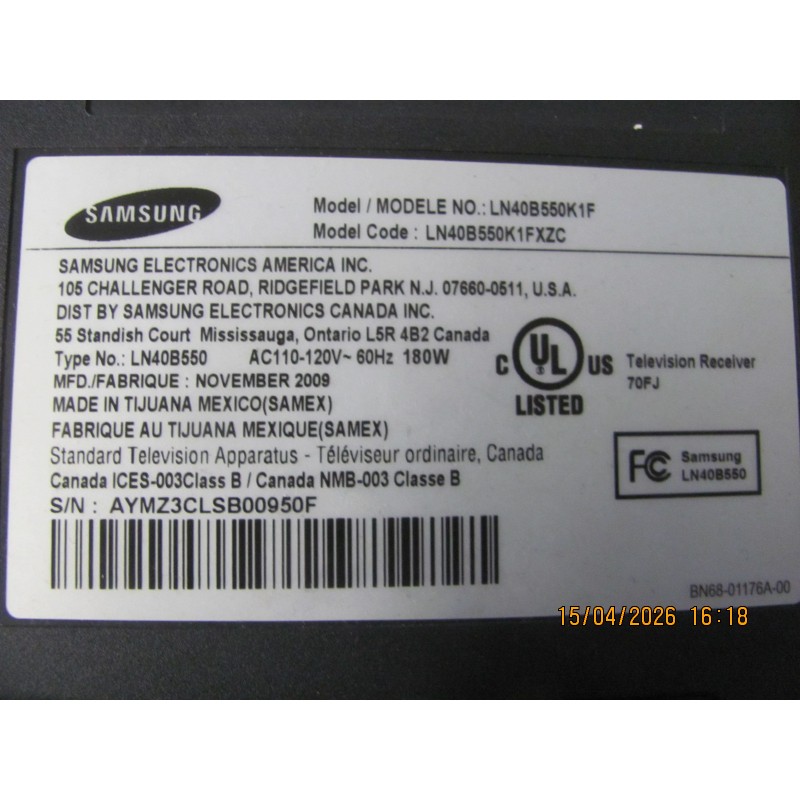 SAMSUNG
Model / MODELE NO.: LN40B550K1F
Model Code : LN40B550K1FXZC
SAMSUNG ELECTRONICS AMERICA INC.
105 CHALLENGER ROAD, RIDGEFIELD PARK N.J. 07660-0511, U.S.A.
DIST BY SAMSUNG ELECTRONICS CANADA INC.
55 Standish Court Mississauga, Ontario L5R 4B2 Canada
Type No.: LN40B550 AC110-120V~ 60Hz 180W
MFD./FABRIQUE : NOVEMBER 2009
MADE IN TIJUANA MEXICO(SAMEX)
FABRIQUE AU TIJUANA MEXIQUE(SAMEX)
Standard Television Apparatus - Téléviseur ordinaire, Canada
Canada ICES-003Class B / Canada NMB-003 Classe B
S/N : AYMZ3CLSB00950F
C UL ® US
LISTED
Television Receiver
70FJ
FC Samsung
LN40B550
BN68-01176A-00
15/04/2026 16:18